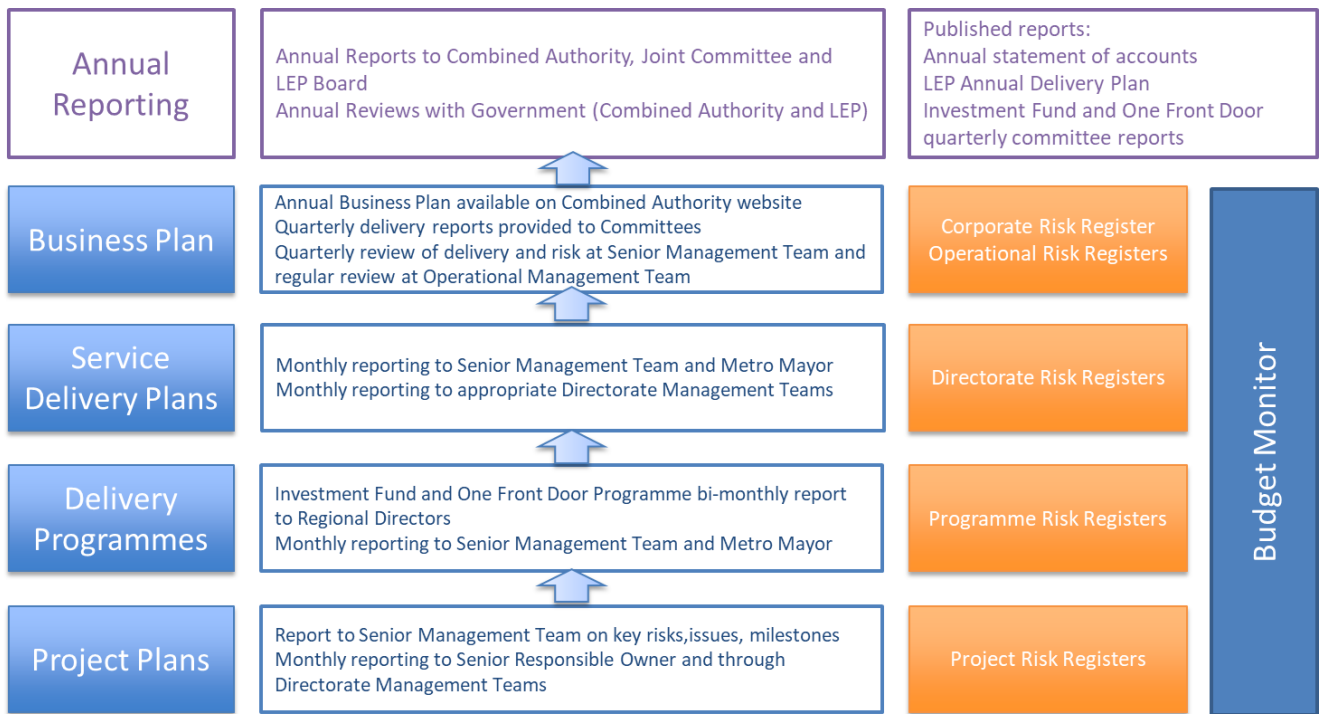 Annual
Reporting
Annual Reports to Combined Authority, Joint Committee and
LEP Board
Annual Reviews with Government (Combined Authority and LEP)
Published reports:
Annual statement of accounts
LEP Annual Delivery Plan
Investment Fund and One Front Door
quarterly committee reports
Business Plan
Annual Business Plan available on Combined Authority website
Quarterly delivery reports provided to Committees
Quarterly review of delivery and risk at Senior Management Team and
regular review at Operational Management Team
Corporate Risk Register
Operational Risk Registers
Service
Delivery Plans
Monthly reporting to Senior Management Team and Metro Mayor
Monthly reporting to appropriate Directorate Management Teams
Directorate Risk Registers
Delivery
Programmes
Investment Fund and One Front Door Programme bi-monthly report
to Regional Directors
Monthly reporting to Senior Management Team and Metro Mayor
Programme Risk Registers
Project Plans
Report to Senior Management Team on key risks,issues, milestones
Monthly reporting to Senior Responsible Owner and through
Directorate Management Teams
Project Risk Registers
Budget Monitor